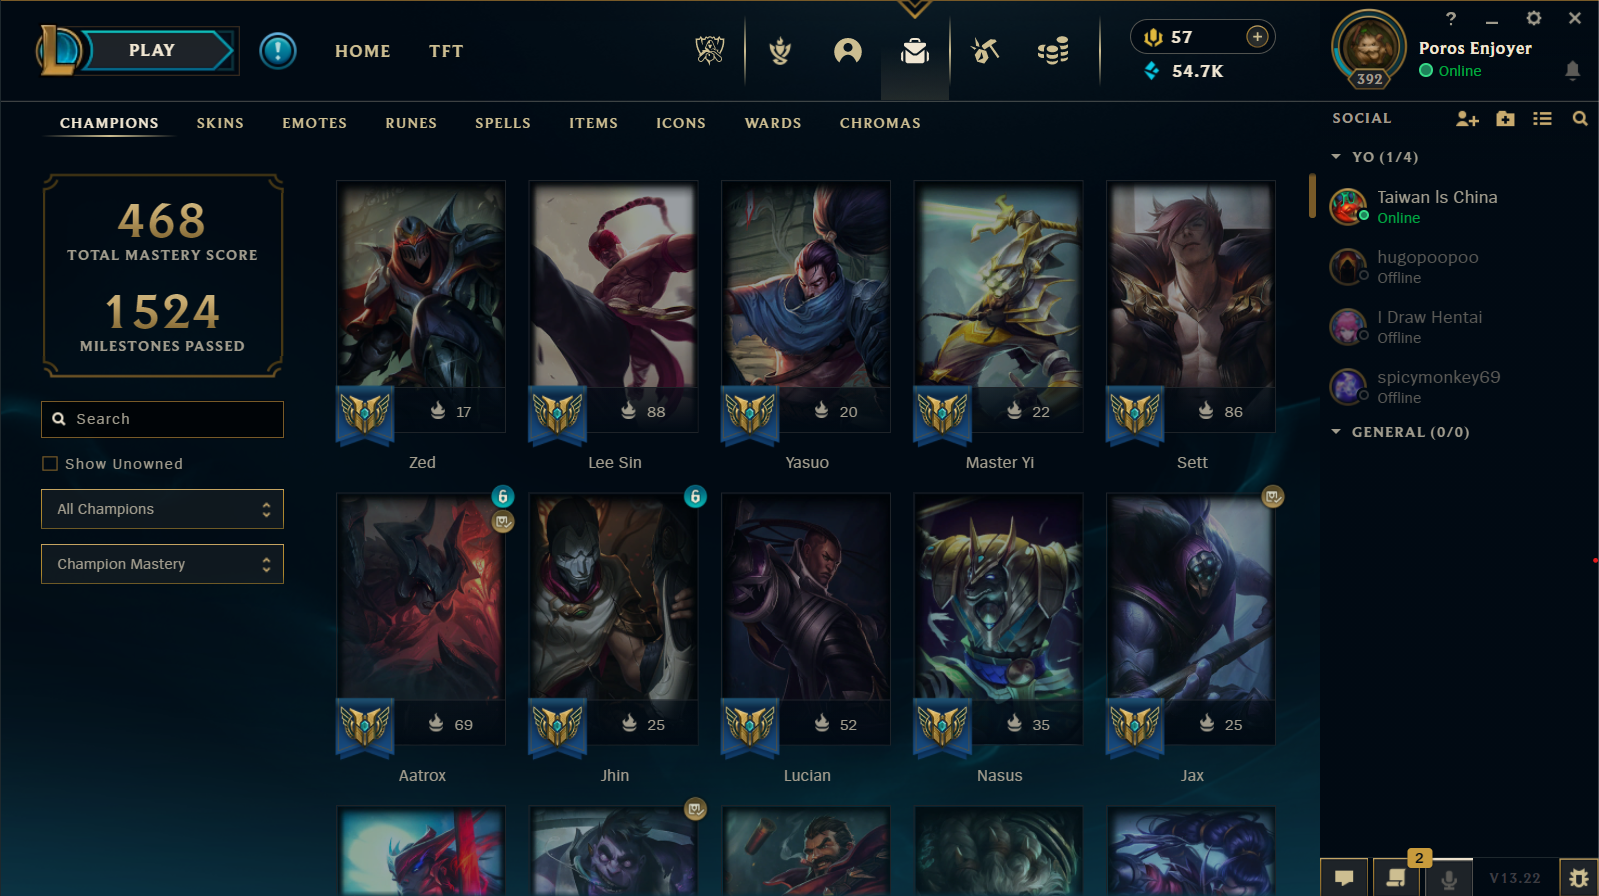 PLAY
HOME
TFT
57
54.7K
392
Poros Enjoyer
Online
CHAMPIONS
SKINS
EMOTES
RUNES
SPELLS
ITEMS
ICONS
WARDS
CHROMAS
468
TOTAL MASTERY SCORE
1524
MILESTONES PASSED
Search
Show Unowned
All Champions
Champion Mastery
17
88
20
22
86
Zed
Lee Sin
Yasuo
Master Yi
Sett
6
6
69
25
52
35
25
Aatrox
Jhin
Lucian
Nasus
Jax
SOCIAL
YO (1/4)
Taiwan ls China
Online
hugopoopoo
Offline
I Draw Hentai
Offline
spicymonkey69
Offline
GENERAL (0/0)
2
V13.22